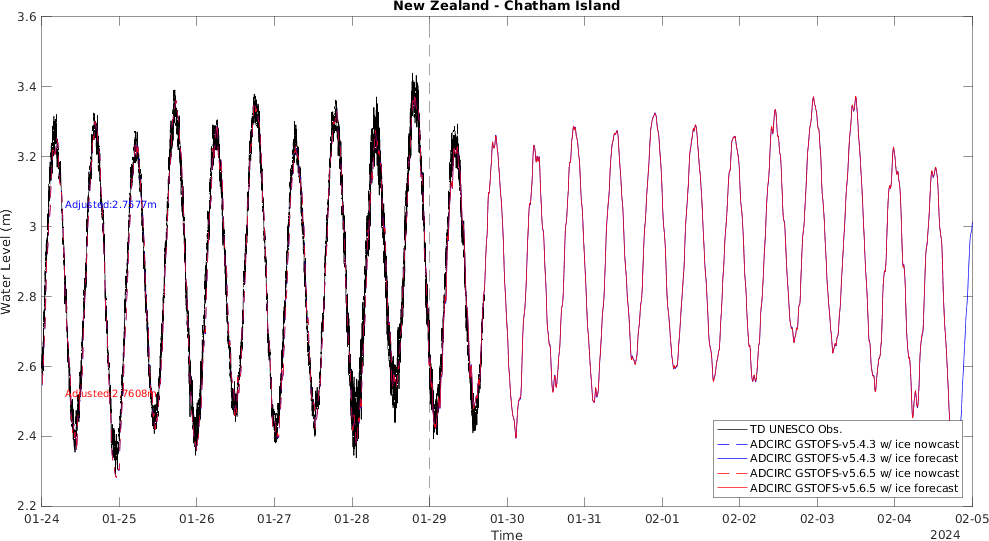 New Zealand - Chatham Island
3.6
3.4
3.2
3
2.8
2.6
2.4
2.2
Water Level (m)
Adjusted:2.7577m
Adjusted:2.7608m
TD UNESCO Obs.
ADCIRC GSTOFS-v5.4.3 w/ ice nowcast
ADCIRC GSTOFS-v5.4.3 w/ ice forecast
ADCIRC GSTOFS-v5.6.5 w/ ice nowcast
ADCIRC GSTOFS-v5.6.5 w/ ice forecast
01-24 01-25 01-26 01-27 01-28 01-29 01-30 01-31 02-01 02-02 02-03 02-04 02-05
Time
2024